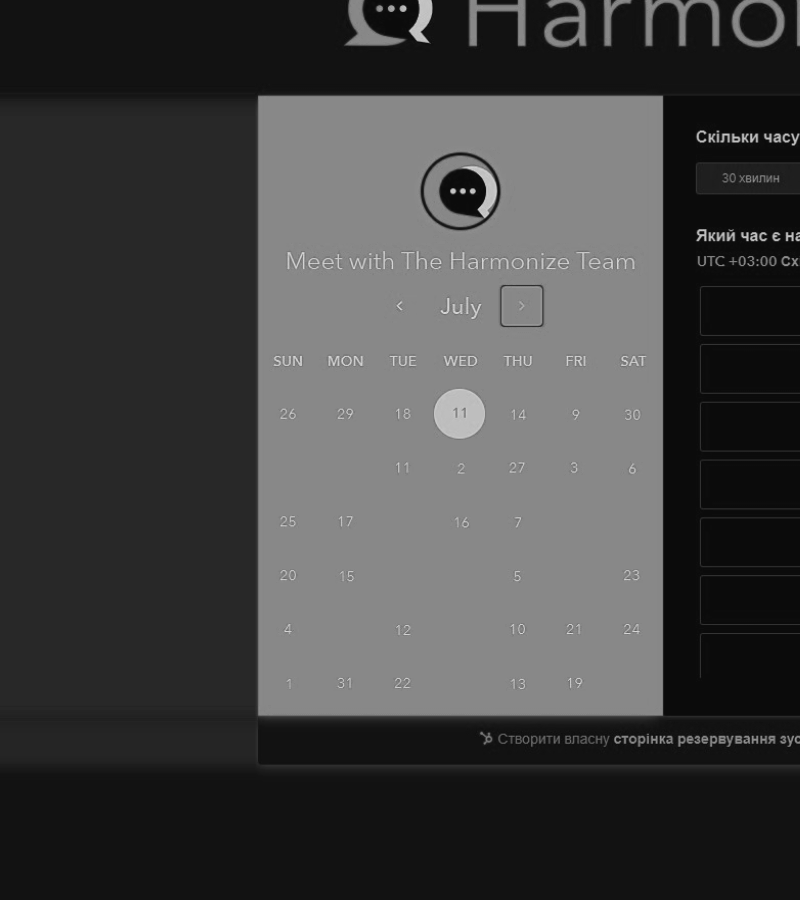 Harmo
Скільки часу
30 хвилин
Meet with The Harmonize Team
Який час є на
UTC +03:00 Сх
July
SUN MON TUE WED THU FRI SAT
26 29 18 11 14 9 30
11 2 27 3 6
25 17 16 7
20 15 5 23
4 12 10 21 24
1 31 22 13 19
Створити власну сторінка резервування зус